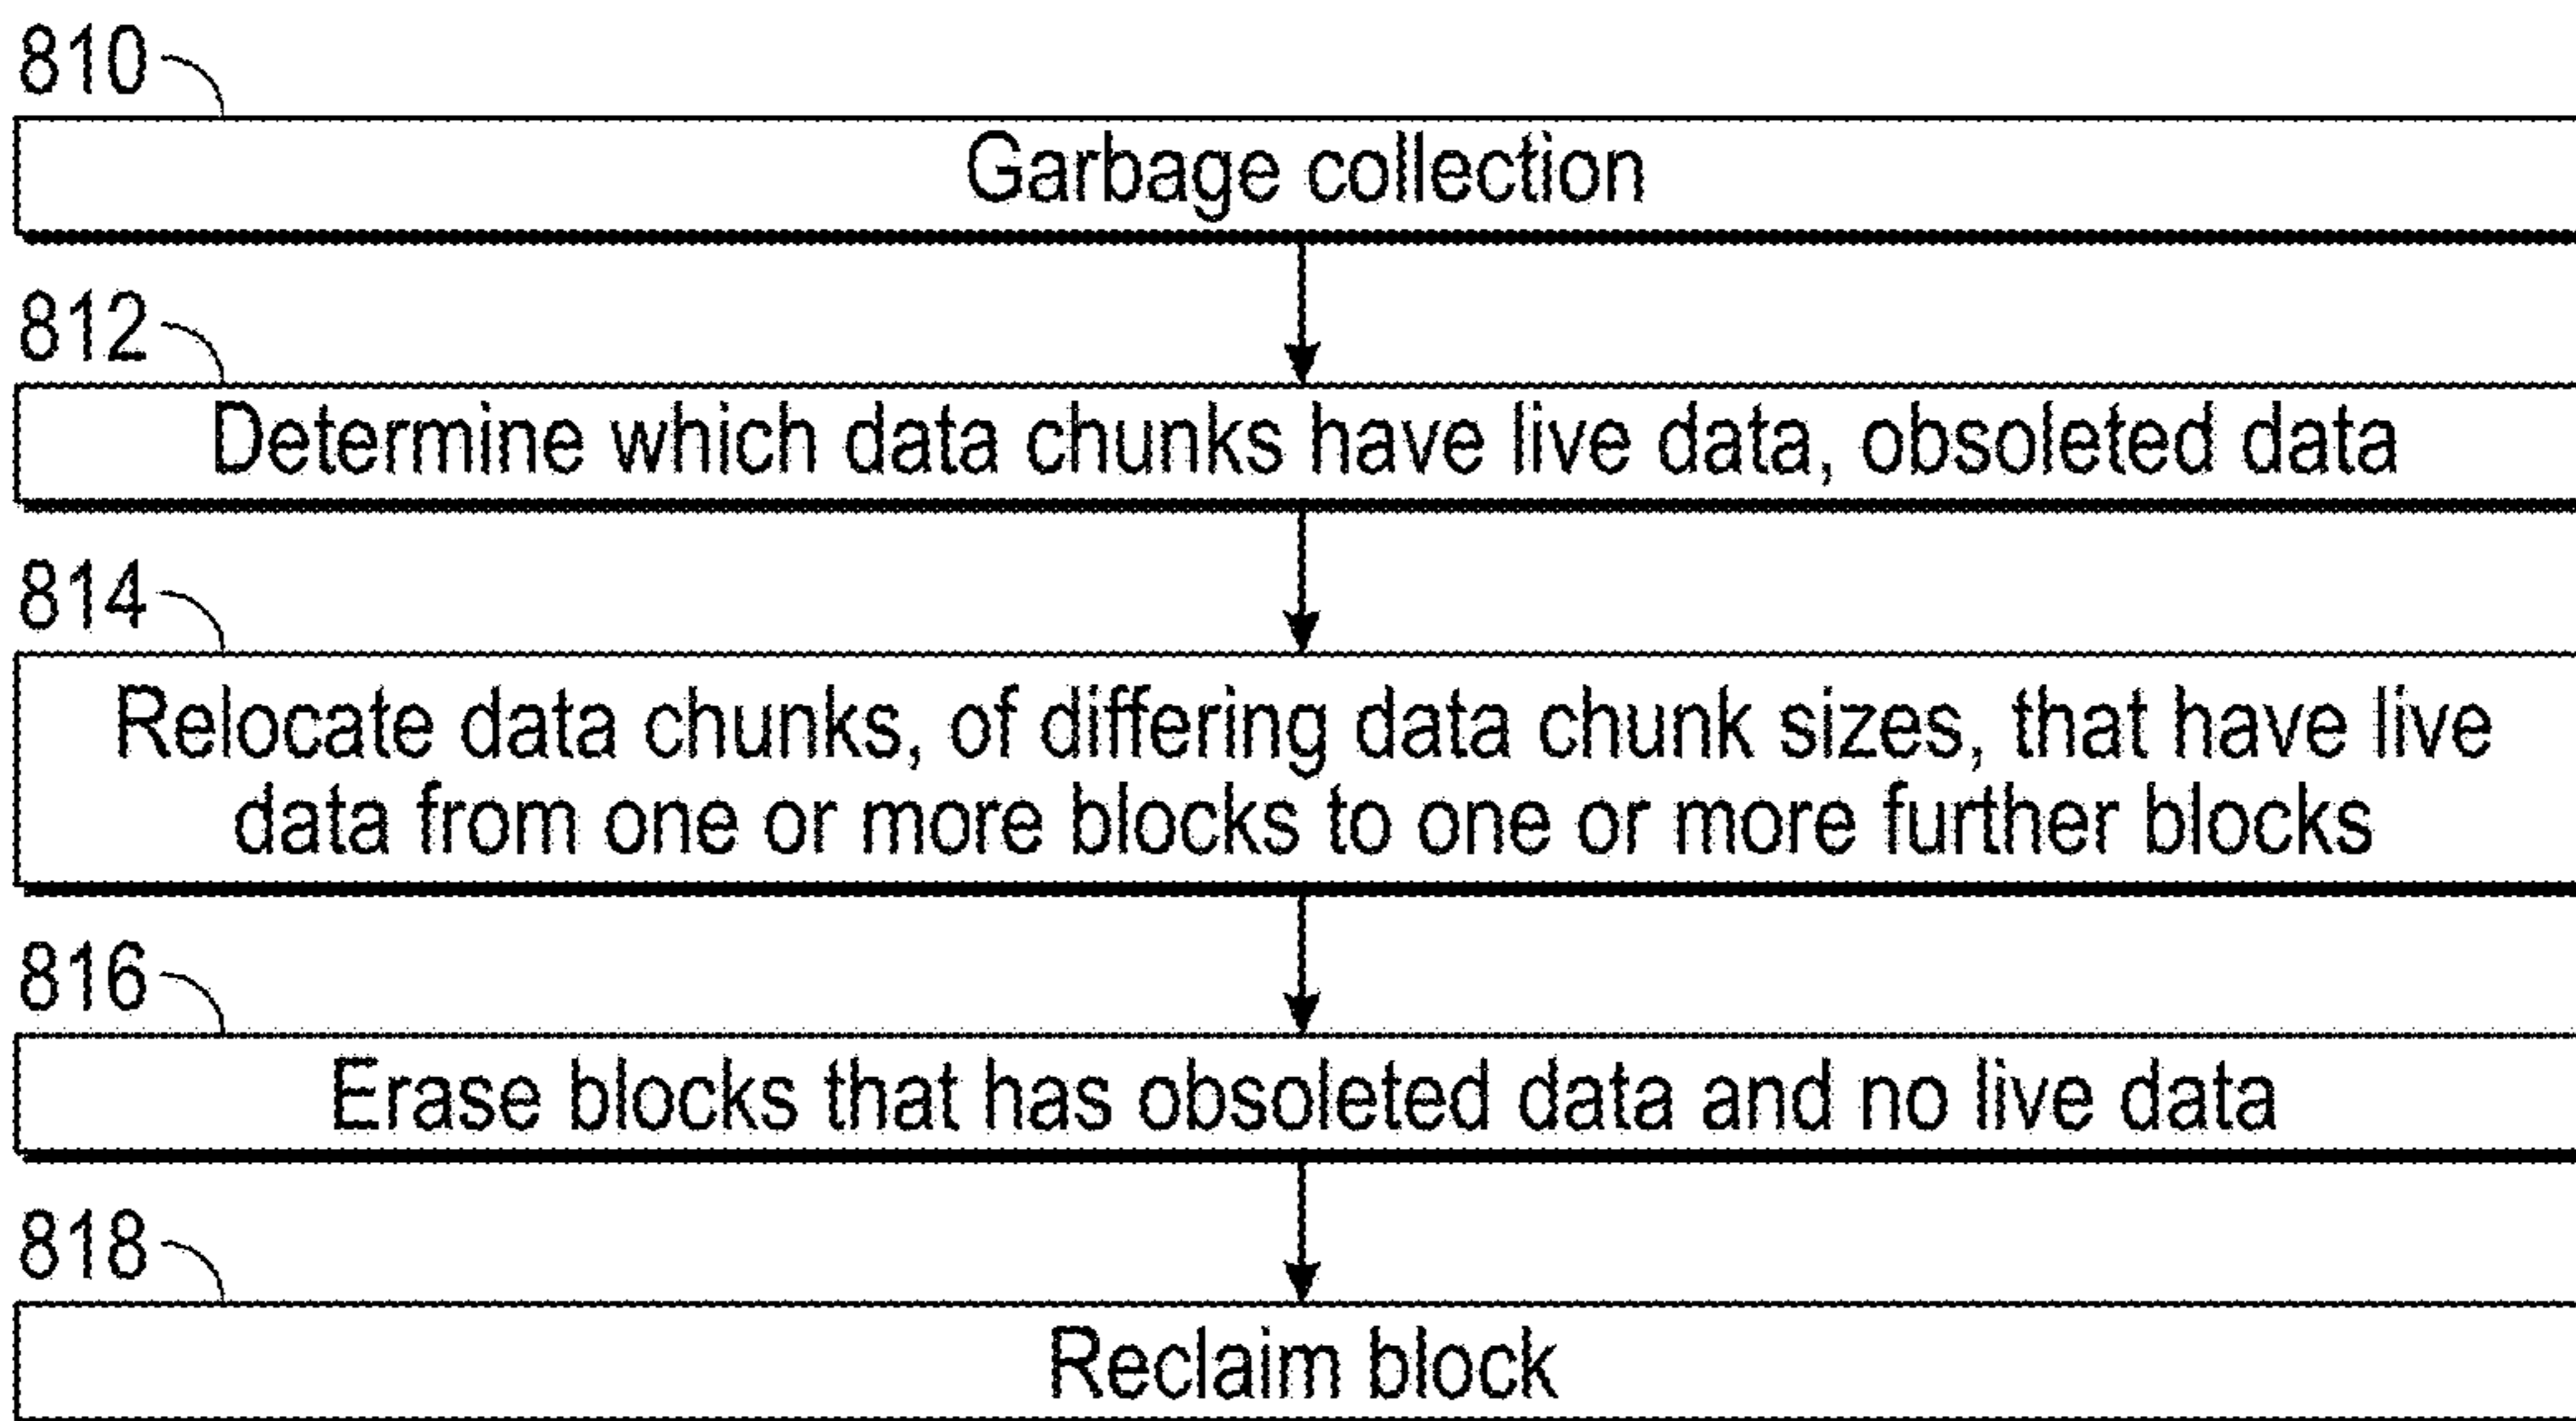 810
Garbage collection
812
Determine which data chunks have live data, obsoleted data
814
Relocate data chunks, of differing data chunk sizes, that have live
data from one or more blocks to one or more further blocks
816
Erase blocks that has obsoleted data and no live data
818
Reclaim block